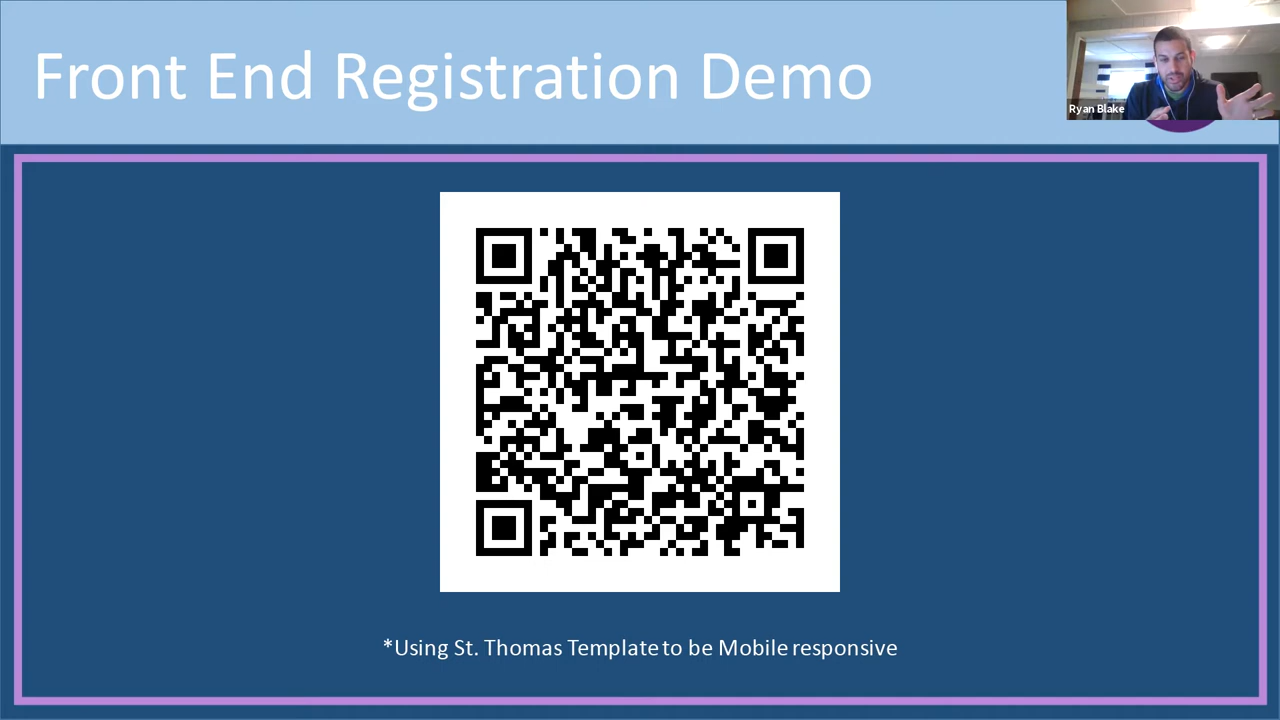 Front End Registration Demo
Ryan Blake
*Using St. Thomas Template to be Mobile responsive